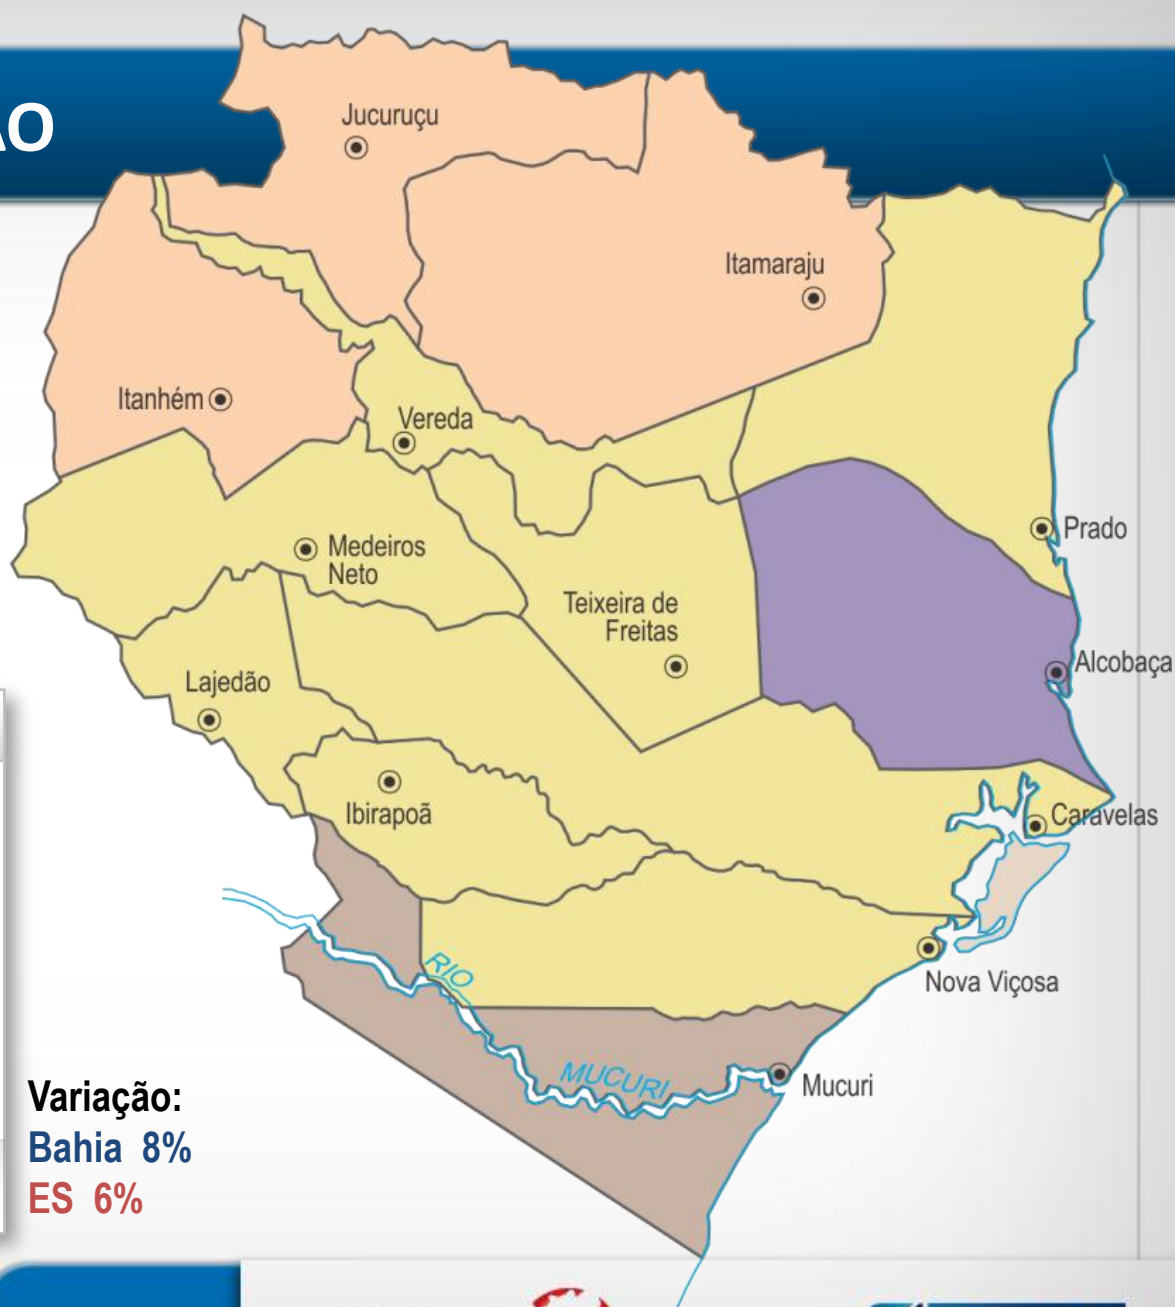 ÃO
Jucuruçu
Itamaraju
Itanhém
Vereda
Prado
Medeiros
Neto
Teixeira de
Freitas
Alcobaça
Lajedão
Ibirapoã
Caravelas
RIO
Nova Viçosa
MUCURI
Mucuri
Variação:
Bahia 8%
ES 6%